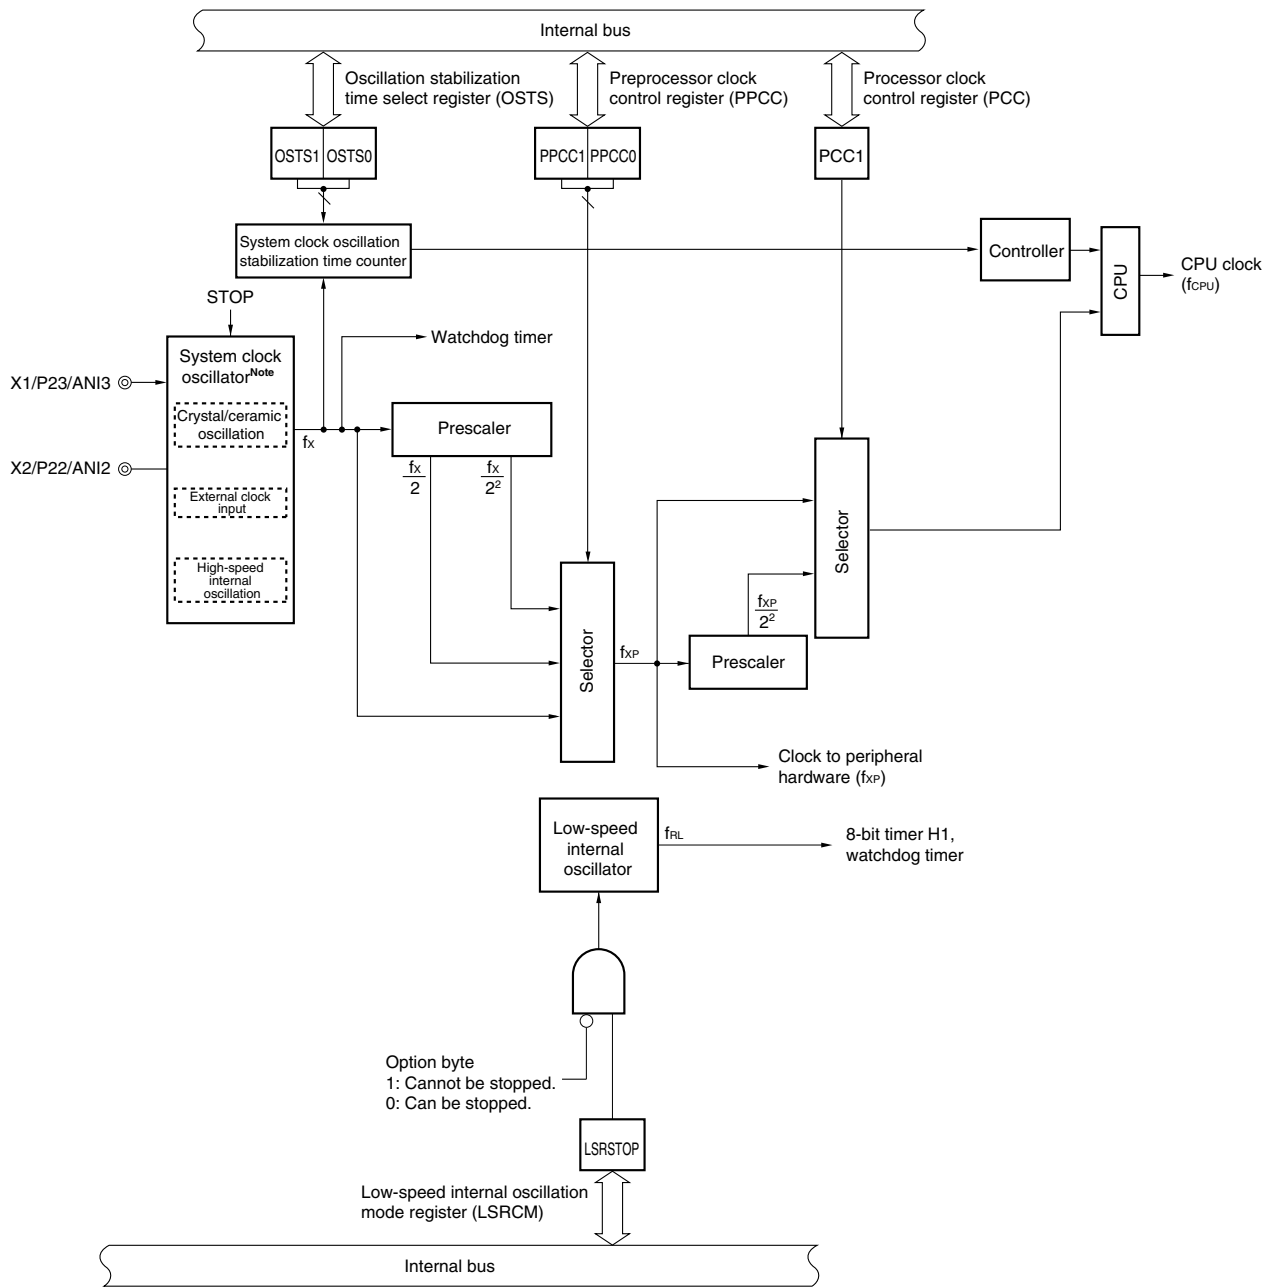 Internal bus
Oscillation stabilization
time select register (OSTS)
Preprocessor clock
control register (PPCC)
Processor clock
control register (PCC)
OSTS1 OSTS0
PPCC1 PPCC0
PCC1
System clock oscillation
stabilization time counter
Controller
CPU
CPU clock
(fCPU)
STOP
Watchdog timer
System clock
oscillatorNote
X1/P23/ANI3
Crystal/ceramic
oscillation
fX
Prescaler
X2/P22/ANI2
fX
2
fX
2²
External clock
input
High-speed
internal
oscillation
Selector
Selector
fXP
2²
fXP
Prescaler
Clock to peripheral
hardware (fXP)
Low-speed
internal
oscillator
fRL
8-bit timer H1,
watchdog timer
Option byte
1: Cannot be stopped.
0: Can be stopped.
LSRSTOP
Low-speed internal oscillation
mode register (LSRCM)
Internal bus